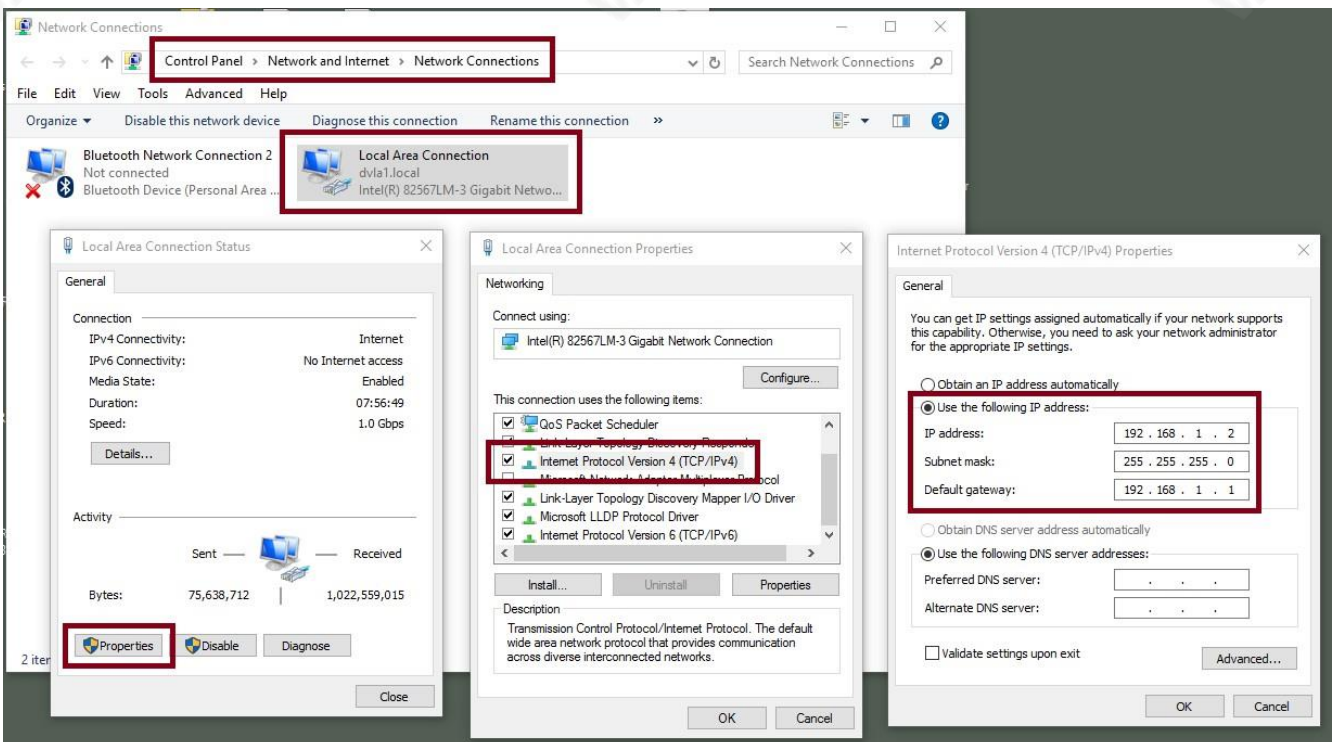 Network Connections
Control Panel > Network and Internet > Network Connections
Search Network Connections
File Edit View Tools Advanced Help
Organize Disable this network device Diagnose this connection Rename this connection »
Bluetooth Network Connection 2
Not connected
Bluetooth Device (Personal Area ...
Local Area Connection
dvla1.local
Intel(R) 82567LM-3 Gigabit Netwo...
2 iter
Local Area Connection Status
General
Connection
IPv4 Connectivity: Internet
IPv6 Connectivity: No Internet access
Media State: Enabled
Duration: 07:56:49
Speed: 1.0 Gbps
Details...
Activity
Sent — — Received
Bytes: 75,638,712 1,022,559,015
Properties Disable Diagnose
Close
Local Area Connection Properties
Networking
Connect using:
Intel(R) 82567LM-3 Gigabit Network Connection
Configure...
This connection uses the following items:
QoS Packet Scheduler
Link-Layer Topology Discovery Responde
Internet Protocol Version 4 (TCP/IPv4)
Microsoft Network Adapter Multiplexor Protocol
Link-Layer Topology Discovery Mapper I/O Driver
Microsoft LLDP Protocol Driver
Internet Protocol Version 6 (TCP/IPv6)
Install... Uninstall Properties
Description
Transmission Control Protocol/Internet Protocol. The default
wide area network protocol that provides communication
across diverse interconnected networks.
OK Cancel
Internet Protocol Version 4 (TCP/IPv4) Properties
General
You can get IP settings assigned automatically if your network supports
this capability. Otherwise, you need to ask your network administrator
for the appropriate IP settings.
Obtain an IP address automatically
Use the following IP address:
IP address: 192 . 168 . 1 . 2
Subnet mask: 255 . 255 . 255 . 0
Default gateway: 192 . 168 . 1 . 1
Obtain DNS server address automatically
Use the following DNS server addresses:
Preferred DNS server: . . .
Alternate DNS server: . . .
Validate settings upon exit
Advanced...
OK Cancel